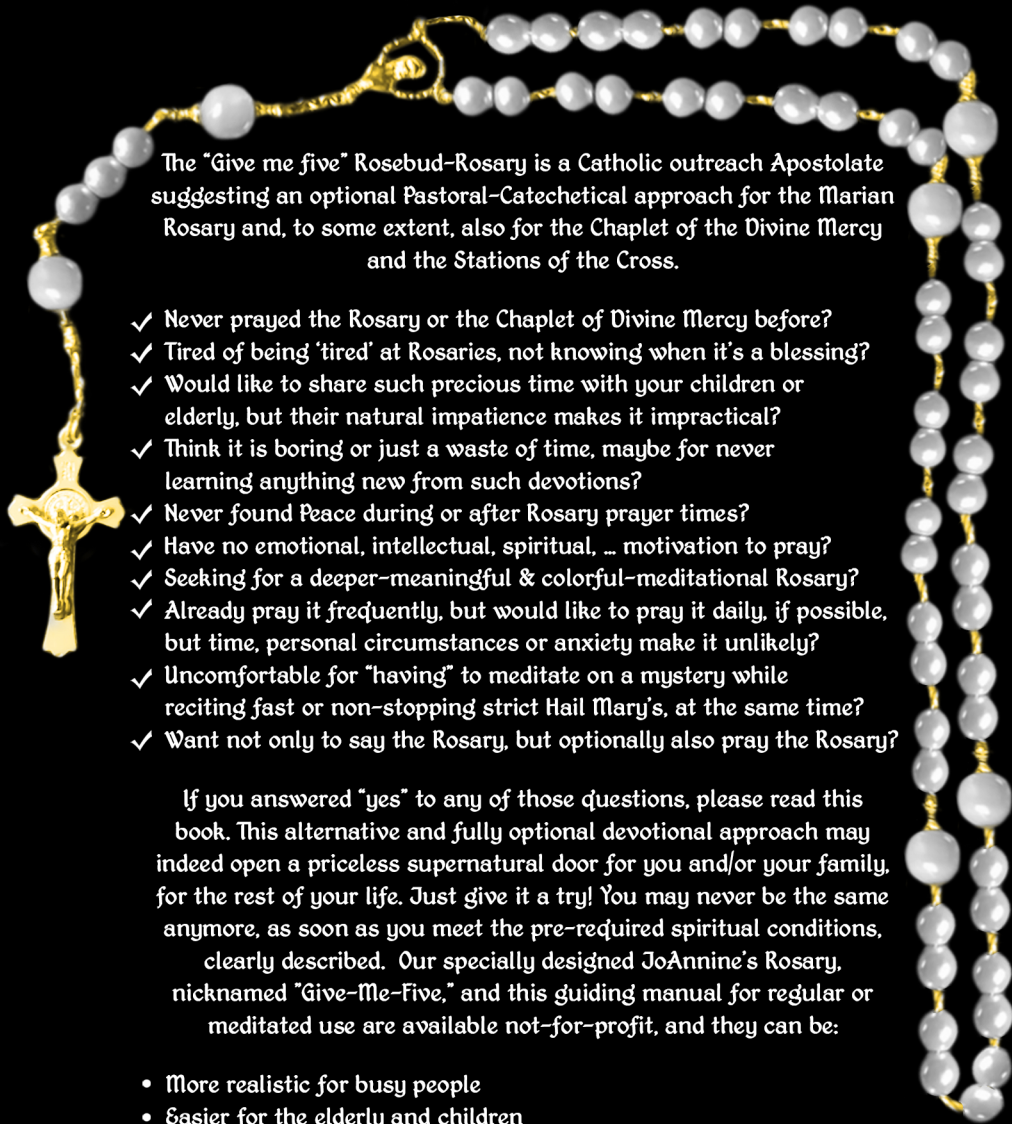 The “Give me five” Rosebud-Rosary is a Catholic outreach Apostolate
suggesting an optional Pastoral-Catechetical approach for the Marian
Rosary and, to some extent, also for the Chaplet of the Divine Mercy
and the Stations of the Cross.
✓ Never prayed the Rosary or the Chaplet of Divine Mercy before?
✓ Tired of being ‘tired’ at Rosaries, not knowing when it’s a blessing?
✓ Would like to share such precious time with your children or
elderly, but their natural impatience makes it impractical?
✓ Think it is boring or just a waste of time, maybe for never
learning anything new from such devotions?
✓ Never found Peace during or after Rosary prayer times?
✓ Have no emotional, intellectual, spiritual, ... motivation to pray?
✓ Seeking for a deeper-meaningful & colorful-meditational Rosary?
✓ Already pray it frequently, but would like to pray it daily, if possible,
but time, personal circumstances or anxiety make it unlikely?
✓ Uncomfortable for “having” to meditate on a mystery while
reciting fast or non-stopping strict Hail Mary’s, at the same time?
✓ Want not only to say the Rosary, but optionally also pray the Rosary?
If you answered “yes” to any of those questions, please read this
book. This alternative and fully optional devotional approach may
indeed open a priceless supernatural door for you and/or your family,
for the rest of your life. Just give it a try! You may never be the same
anymore, as soon as you meet the pre-required spiritual conditions,
clearly described. Our specially designed JoAnnine’s Rosary,
nicknamed "Give-Me-Five," and this guiding manual for regular or
meditated use are available not-for-profit, and they can be:
• More realistic for busy people
• Easier for the elderly and children